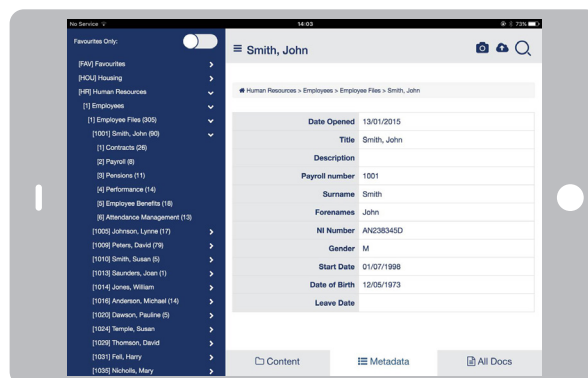 No Service
14:03
73%
Favourites Only:
[FAV] Favourites
[HOU] Housing
[HR] Human Resources
[1] Employees
[1] Employee Files (305)
[1001] Smith, John (90)
[1] Contracts (26)
[2] Payroll (8)
[3] Pensions (11)
[4] Performance (14)
[5] Employee Benefits (18)
[6] Attendance Management (13)
[1005] Johnson, Lynne (17)
[1009] Peters, David (79)
[1010] Smith, Susan (5)
[1013] Saunders, Joan (1)
[1014] Jones, William
[1016] Anderson, Michael (14)
[1020] Dawson, Pauline (5)
[1024] Temple, Susan
[1029] Thomson, David
[1031] Fell, Harry
[1035] Nicholls, Mary
Smith, John
Human Resources > Employees > Employee Files > Smith, John
Date Opened 13/01/2015
Title Smith, John
Description
Payroll number 1001
Surname Smith
Forenames John
NI Number AN238345D
Gender M
Start Date 01/07/1998
Date of Birth 12/05/1973
Leave Date
Content Metadata All Docs